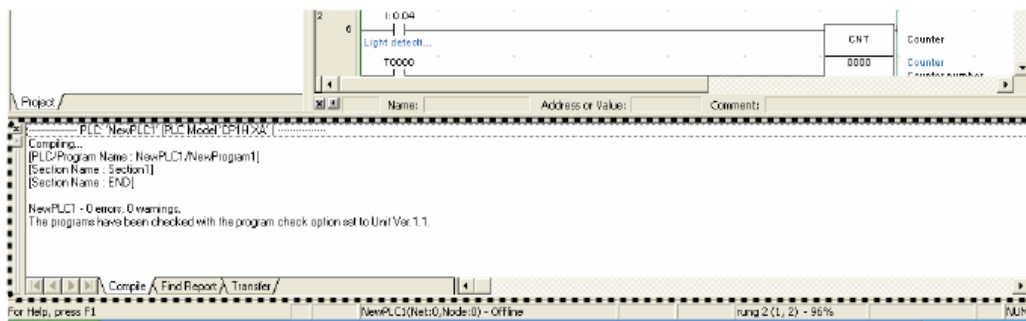 2
I: 0.04
6
Light detecti...
CNT
Counter
T0000
0000
Counter
Counter number
Project
Name:
Address or Value:
Comment:
PLC: 'NewPLC1' (PLC Model 'CP1H XA')
Compiling...
[PLC/Program Name : NewPLC1/NewProgram1]
[Section Name : Section1]
[Section Name : END]
NewPLC1 - 0 errors, 0 warnings.
The programs have been checked with the program check option set to Unit Ver.1.1.
Compile Find Report Transfer
For Help, press F1
NewPLC1(Net:0,Node:0) - Offline
rung 2 (1, 2) - 96%
NUM